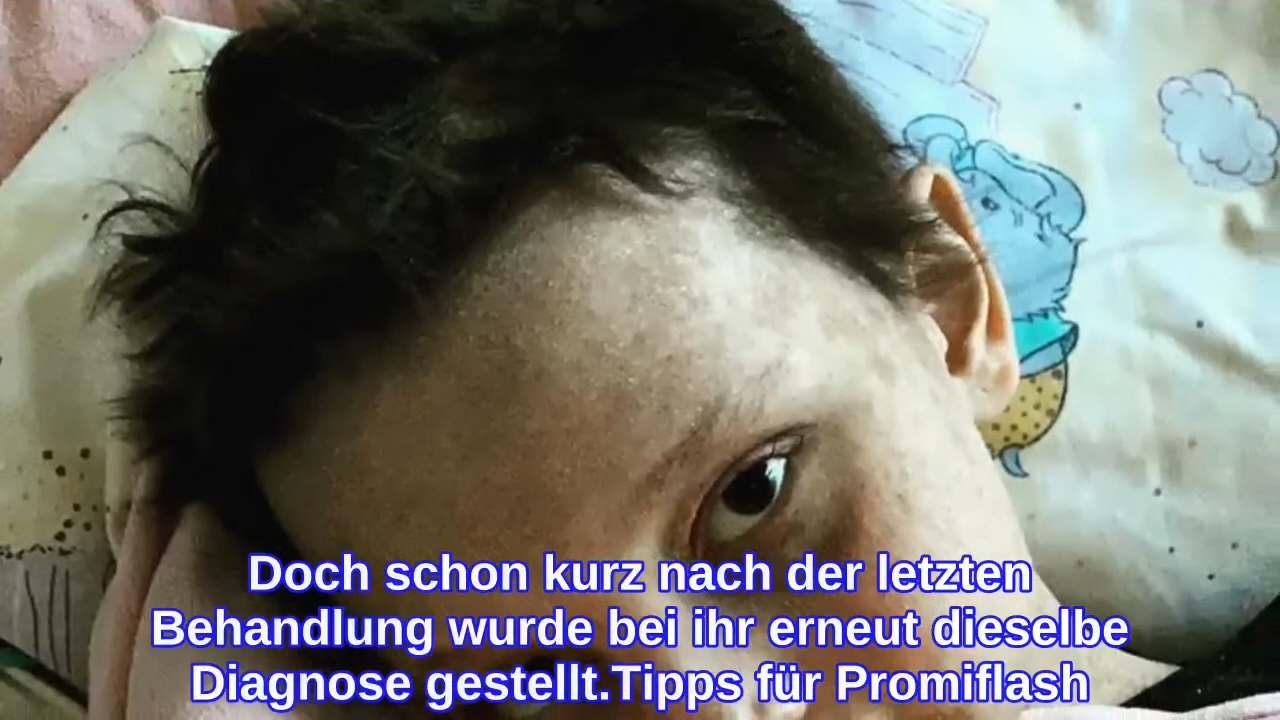 Doch schon kurz nach der letzten
Behandlung wurde bei ihr erneut dieselbe
Diagnose gestellt.Tipps für Promiflash